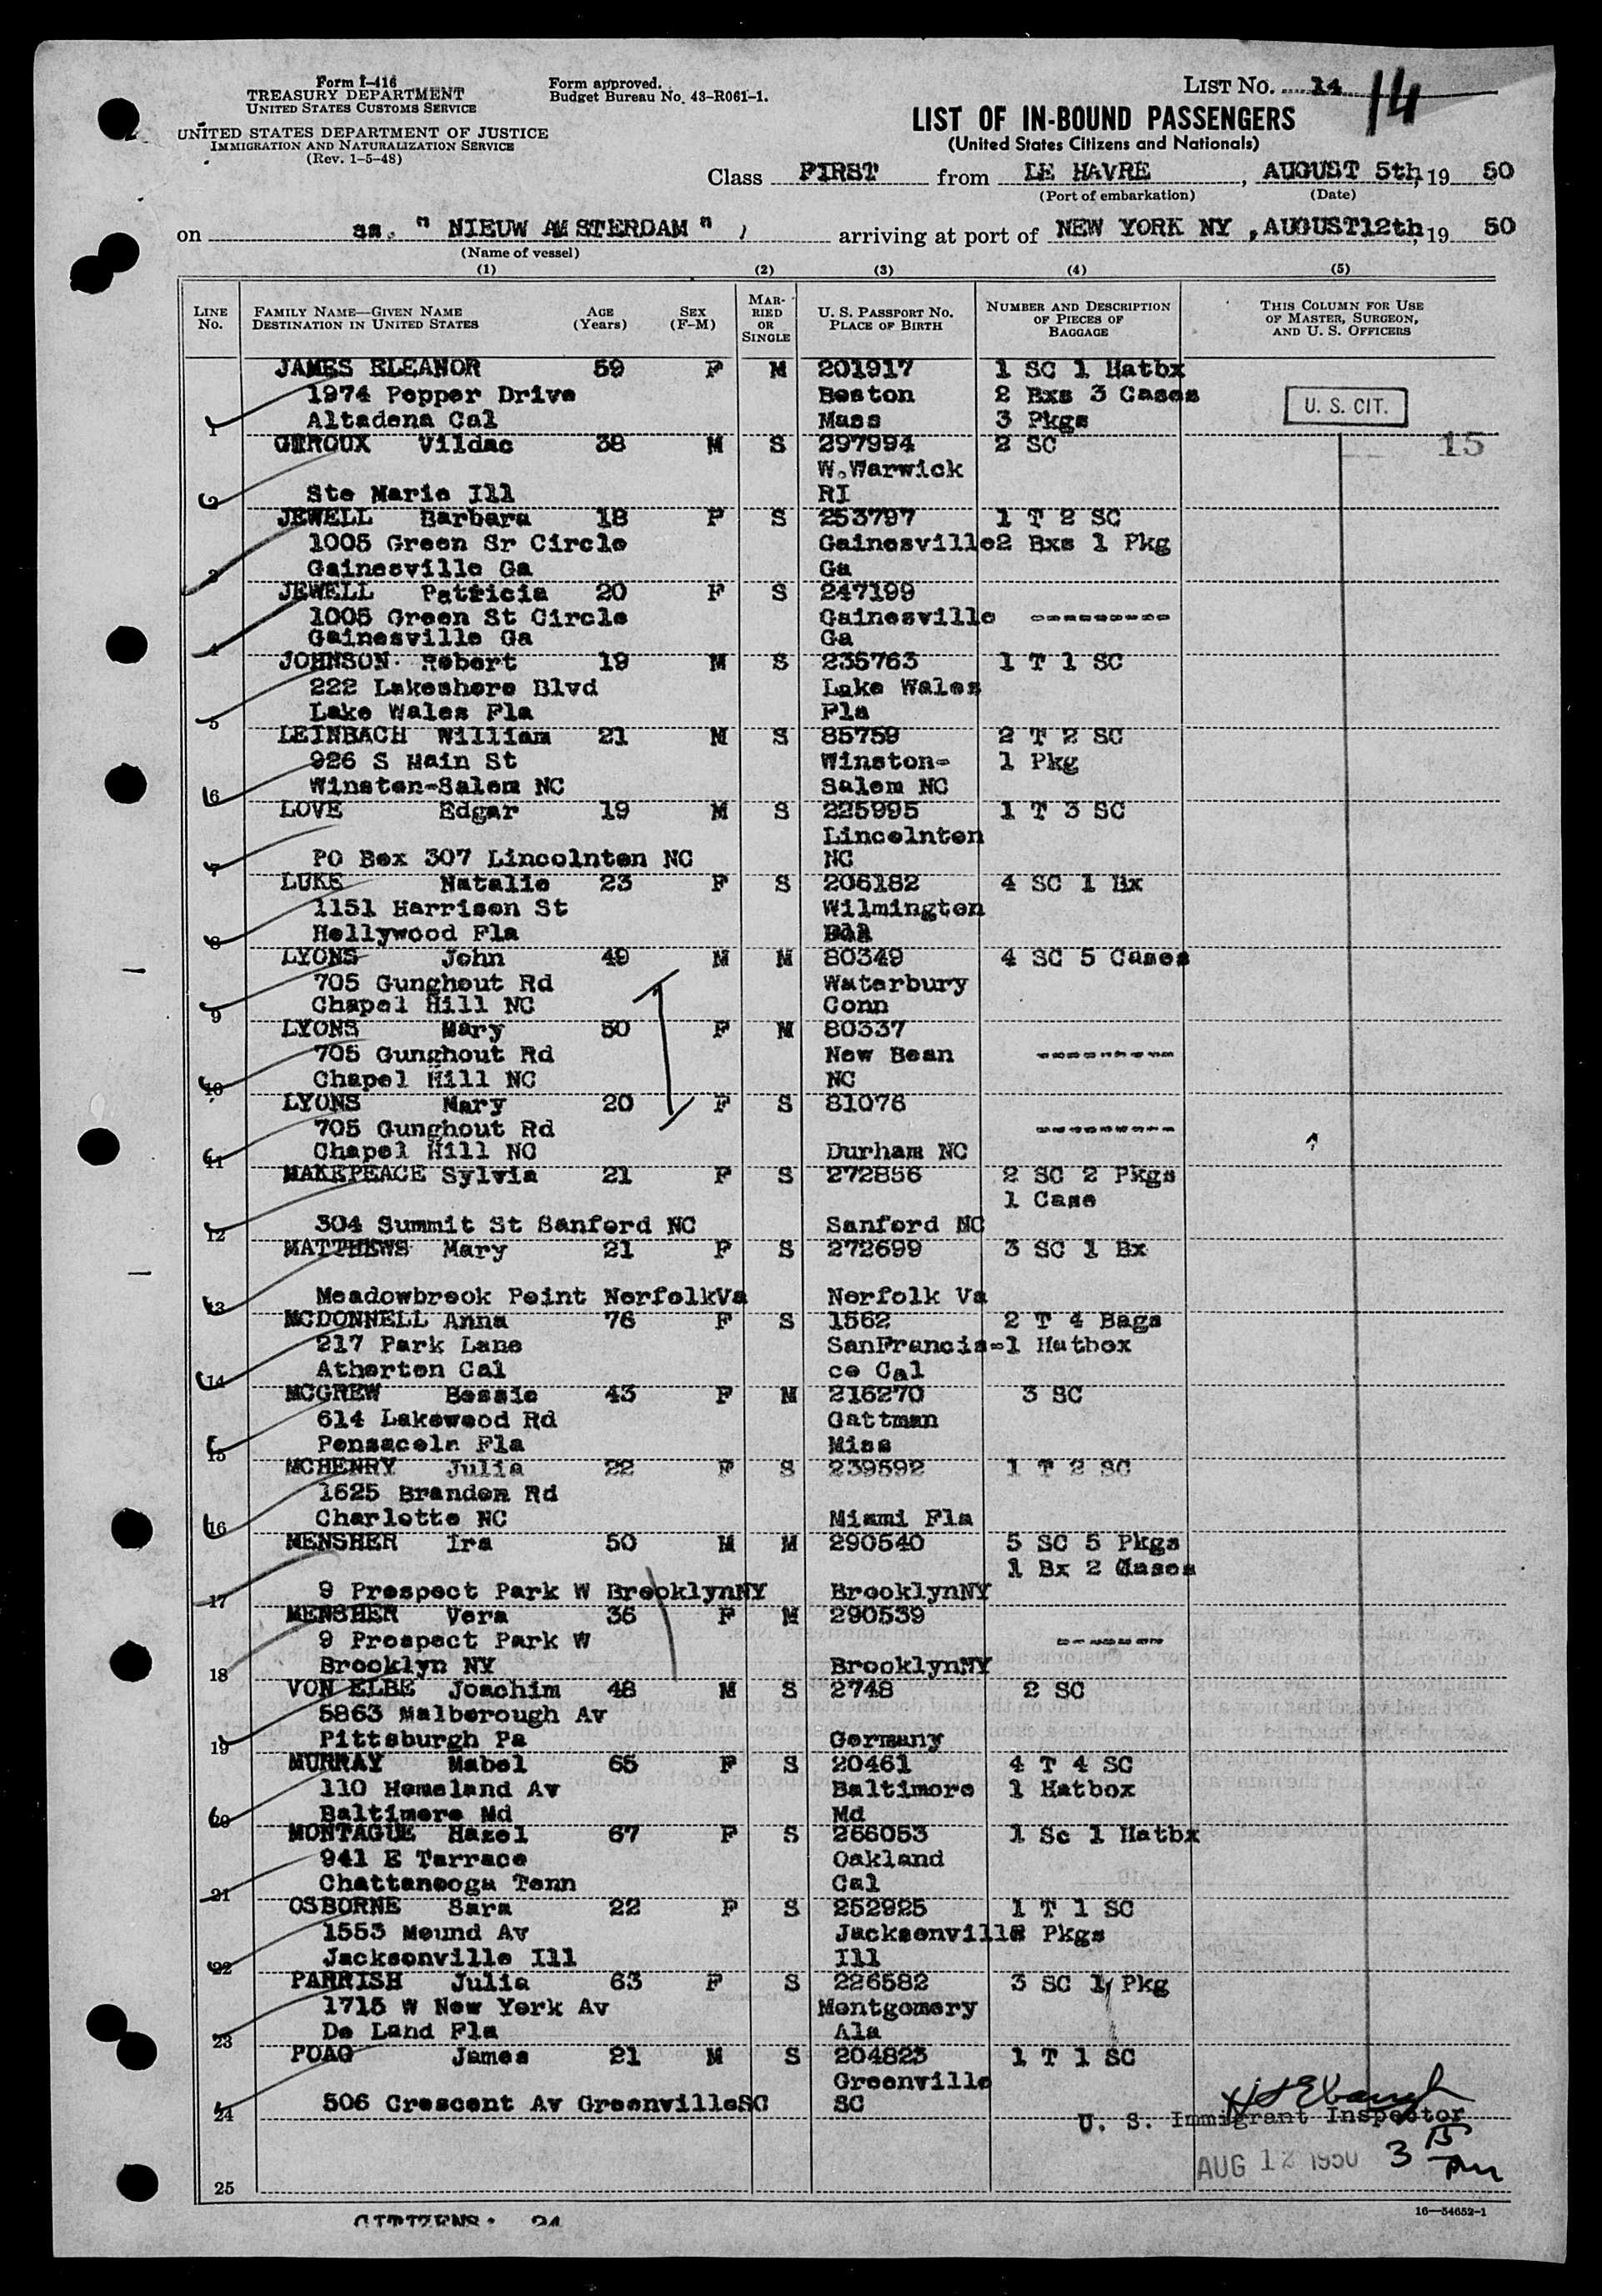 Form I-416
TREASURY DEPARTMENT
UNITED STATES CUSTOMS SERVICE
UNITED STATES DEPARTMENT OF JUSTICE
IMMIGRATION AND NATURALIZATION SERVICE
(Rev. 1-5-48)
Form approved.
Budget Bureau No. 43-R061-1.
LIST No. 14 14
LIST OF IN-BOUND PASSENGERS
(United States Citizens and Nationals)
Class FIRST from LE HAVRE, AUGUST 5th, 19 50
(Port of embarkation) (Date)
on ss. " NIEUW AMSTERDAM ", arriving at port of NEW YORK NY, AUGUST12th, 19 50
(Name of vessel)
(1) (2) (3) (4) (5)
LINE No. FAMILY NAME—GIVEN NAME DESTINATION IN UNITED STATES AGE (Years) SEX (F-M) MARRIED OR SINGLE U. S. PASSPORT No. PLACE OF BIRTH NUMBER AND DESCRIPTION OF PIECES OF BAGGAGE THIS COLUMN FOR USE OF MASTER, SURGEON, AND U. S. OFFICERS
JAMES ELEANOR 59 F M 201917 1 SC 1 Hatbx
1974 Pepper Drive Boston 2 Bxs 3 Cases U. S. CIT.
1 Altadena Cal Mass 3 Pkgs
GIROUX Vildac 38 M S 297994 2 SC 15
W.Warwick
2 Ste Marie Ill RI
JEWELL Barbara 18 F S 253797 1 T 2 SC
1005 Green Sr Circle Gainesville 2 Bxs 1 Pkg
3 Gainesville Ga Ga
JEWELL Patricia 20 F S 247199
1005 Green St Circle Gainesville ---------
4 Gainesville Ga Ga
JOHNSON Robert 19 M S 235763 1 T 1 SC
222 Lakeshore Blvd Lake Wales
5 Lake Wales Fla Fla
LEINBACH William 21 M S 85759 2 T 2 SC
926 S Main St Winston- 1 Pkg
6 Winston-Salem NC Salem NC
LOVE Edgar 19 M S 225995 1 T 3 SC
Lincolnton
7 PO Box 307 Lincolnton NC NC
LUKE Natalie 23 F S 206182 4 SC 1 Bx
1151 Harrison St Wilmington
8 Hollywood Fla
LYONS John 49 M M 80349 4 SC 5 Cases
705 Gunghout Rd Waterbury
9 Chapel Hill NC Conn
LYONS Mary 50 F M 80337
705 Gunghout Rd New Bean ---------
10 Chapel Hill NC NC
LYONS Mary 20 F S 81076
705 Gunghout Rd ---------
11 Chapel Hill NC Durham NC
MAKEPEACE Sylvia 21 F S 272856 2 SC 2 Pkgs
1 Case
12 304 Summit St Sanford NC Sanford NC
MATTHEWS Mary 21 F S 272699 3 SC 1 Bx
13 Meadowbrook Point NorfolkVa Norfolk Va
MCDONNELL Anna 76 F S 1562 2 T 4 Bags
217 Park Lane SanFrancis- 1 Hatbox
14 Atherton Cal co Cal
MCGREW Bessie 43 F M 216270 3 SC
614 Lakewood Rd Gattman
15 Pensacola Fla Miss
MCHENRY Julia 22 F S 239592 1 T 2 SC
1625 Brandon Rd
16 Charlotte NC Miami Fla
MENSHER Ira 50 M M 290540 5 SC 5 Pkgs
1 Bx 2 Cases
17 9 Prospect Park W BrooklynNY BrooklynNY
MENSHER Vera 36 F M 290539
9 Prospect Park W -------
18 Brooklyn NY BrooklynNY
VON ELBE Joachim 48 M S 2748 2 SC
5863 Malborough Av
19 Pittsburgh Pa Germany
MURRAY Mabel 65 F S 20461 4 T 4 SC
110 Homeland Av Baltimore 1 Hatbox
20 Baltimore Md Md
MONTAGUE Hazel 67 F S 266053 1 Sc 1 Hatbx
941 E Terrace Oakland
21 Chattanooga Tenn Cal
OSBORNE Sara 22 F S 252925 1 T 1 SC
1553 Mound Av Jacksonville Pkgs
22 Jacksonville Ill Ill
PARRISH Julia 63 F S 226582 3 SC 1 Pkg
1715 W New York Av Montgomery
23 De Land Fla Ala
POAG James 21 M S 204823 1 T 1 SC
Greenville
24 506 Crescent Av GreenvilleSC SC
U. S. Immigrant Inspector
AUG 12 1950 3 15 PM
25
16—54652-1
CITIZENS: 24